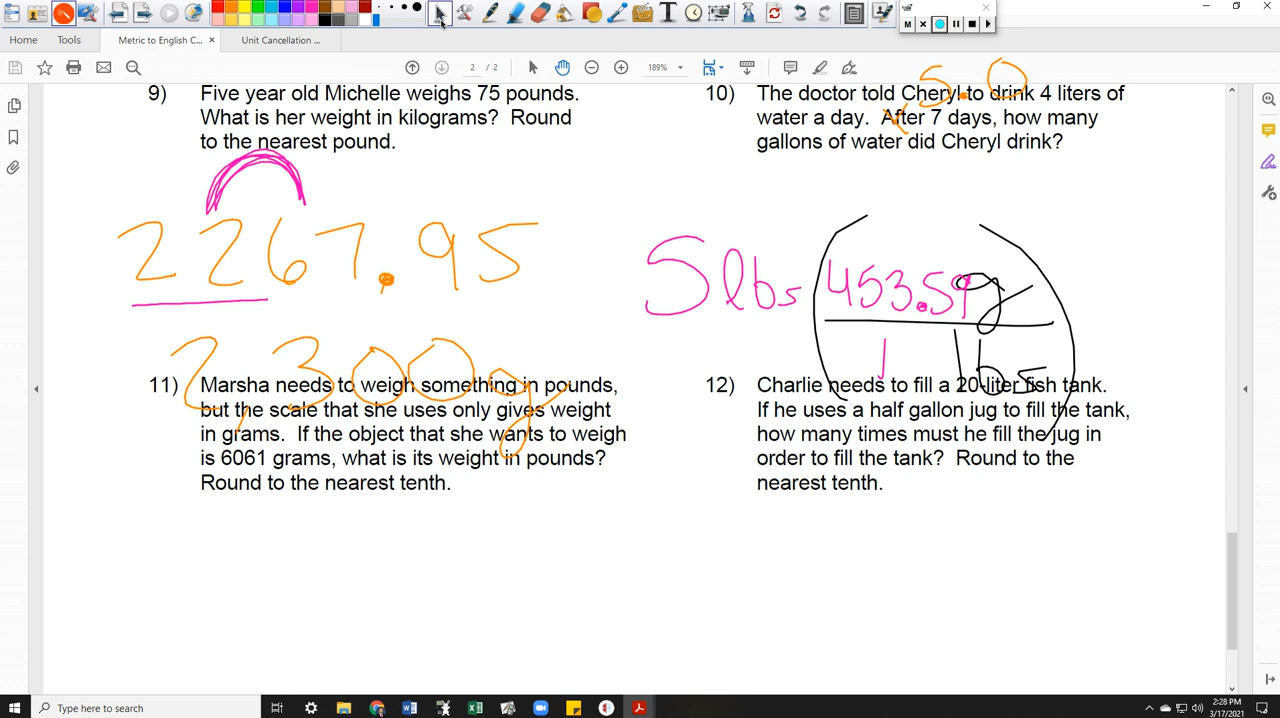 Home
Tools
Metric to English C...
×
Unit Cancellation ...
M
2 / 2
189%
9) Five year old Michelle weighs 75 pounds.
What is her weight in kilograms? Round
to the nearest pound.
5.0
10) The doctor told Cheryl to drink 4 liters of
water a day. After 7 days, how many
gallons of water did Cheryl drink?
2267.95
5 lbs
453.59 g
1 lbs
2,300g
11) Marsha needs to weigh something in pounds,
but the scale that she uses only gives weight
in grams. If the object that she wants to weigh
is 6061 grams, what is its weight in pounds?
Round to the nearest tenth.
12) Charlie needs to fill a 20-liter fish tank.
If he uses a half gallon jug to fill the tank,
how many times must he fill the jug in
order to fill the tank? Round to the
nearest tenth.
Type here to search
2:28 PM
3/17/2021